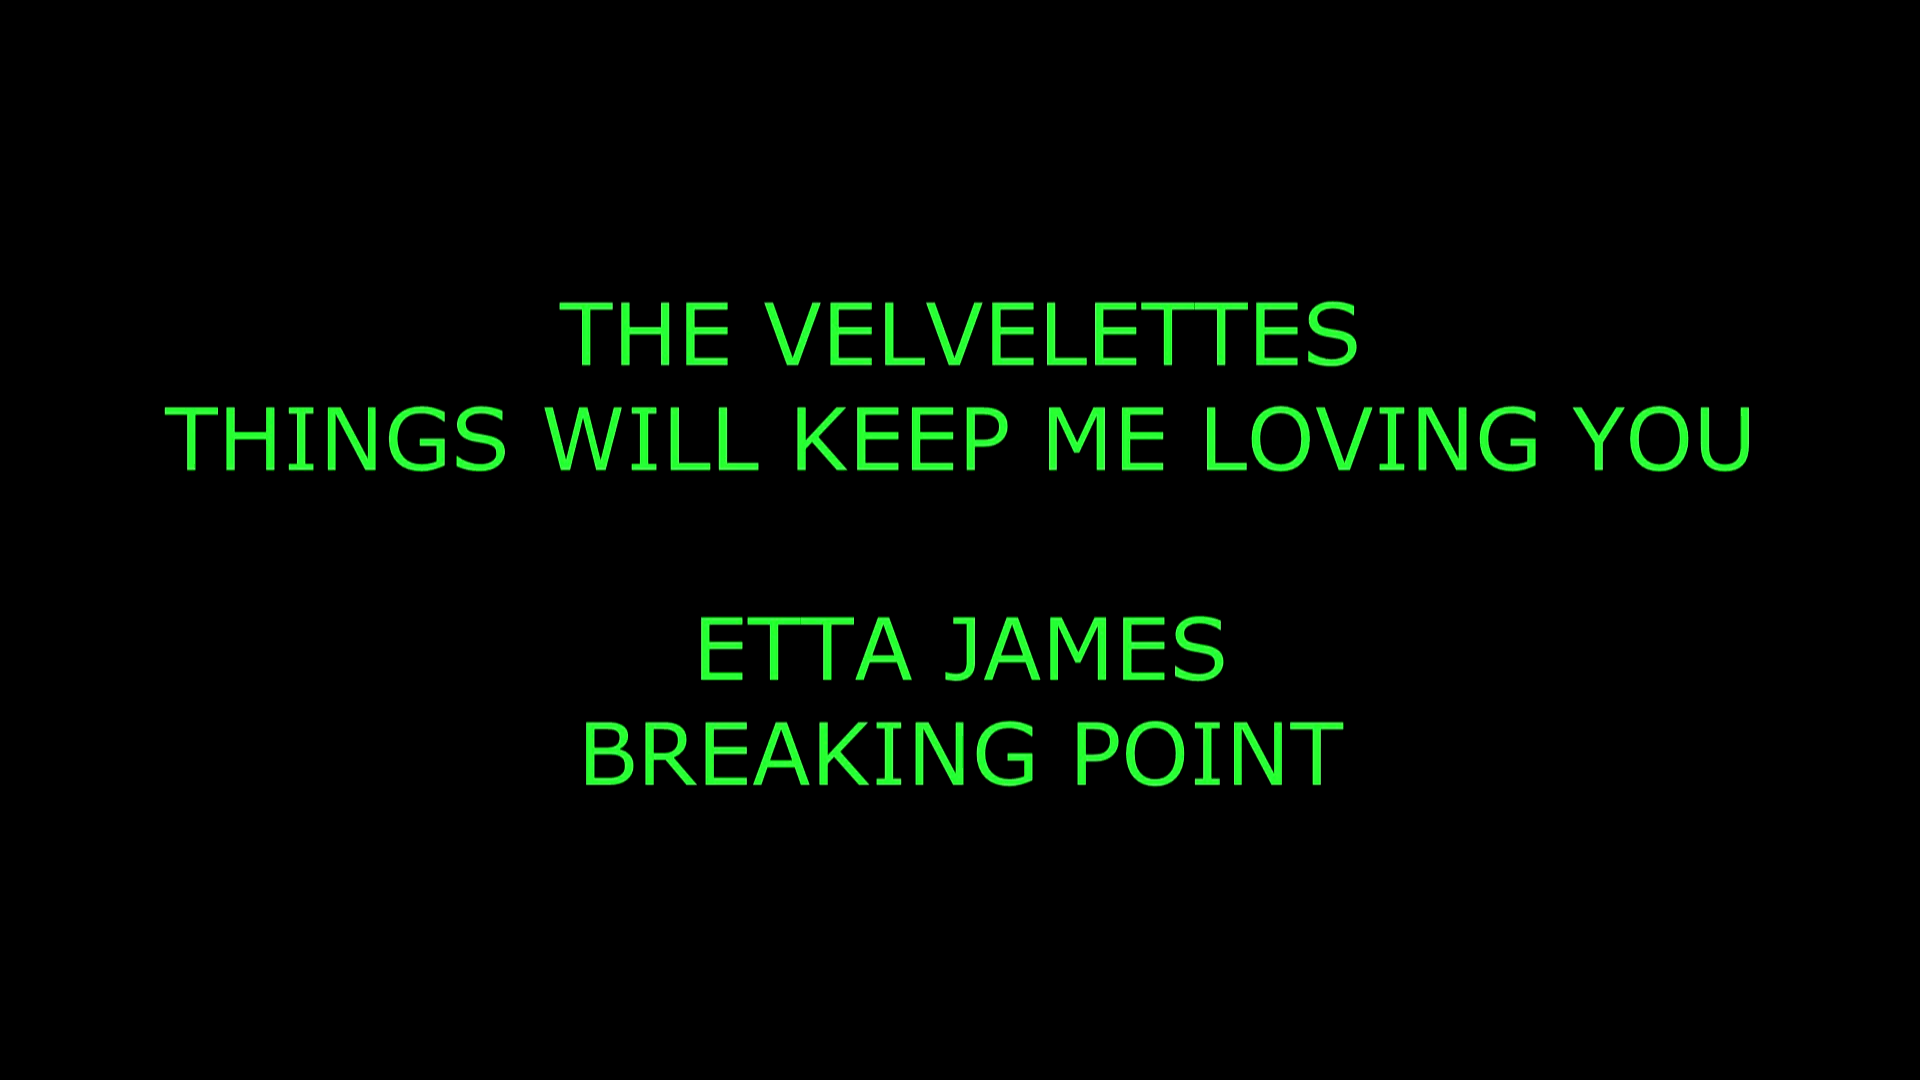 THE VELVELETTES
THINGS WILL KEEP ME LOVING YOU
ETTA JAMES
BREAKING POINT